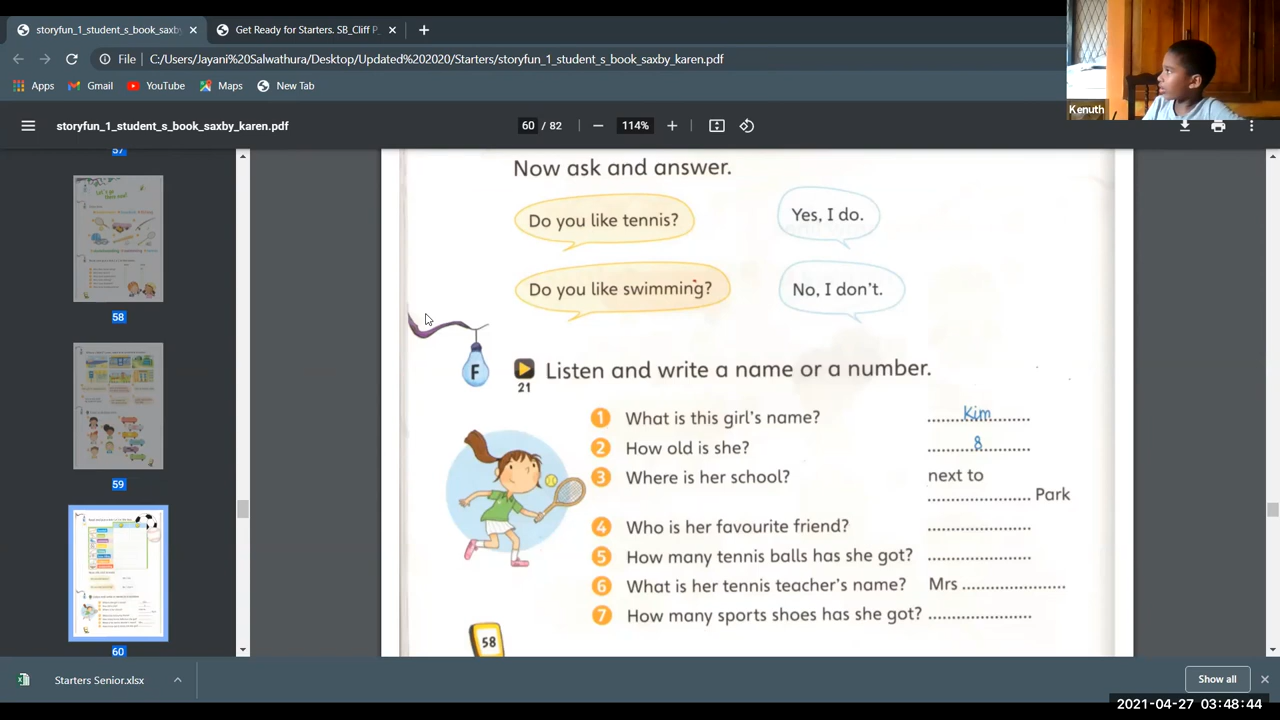 storyfun_1_student_s_book_saxby
Get Ready for Starters. SB_Cliff P_
File C:/Users/Jayani%20Salwathura/Desktop/Updated%202020/Starters/storyfun_1_student_s_book_saxby_karen.pdf
Apps Gmail YouTube Maps New Tab
Kenuth
storyfun_1_student_s_book_saxby_karen.pdf 60 / 82 114%
57
58
59
60
Now ask and answer.
Do you like tennis? Yes, I do.
Do you like swimming? No, I don't.
F 21 Listen and write a name or a number.
1 What is this girl's name? Kim
2 How old is she? 8
3 Where is her school? next to
.................... Park
4 Who is her favourite friend? ....................
5 How many tennis balls has she got? ....................
6 What is her tennis teacher's name? Mrs ....................
7 How many sports shoes has she got? ....................
58
Starters Senior.xlsx Show all
2021-04-27 03:48:44